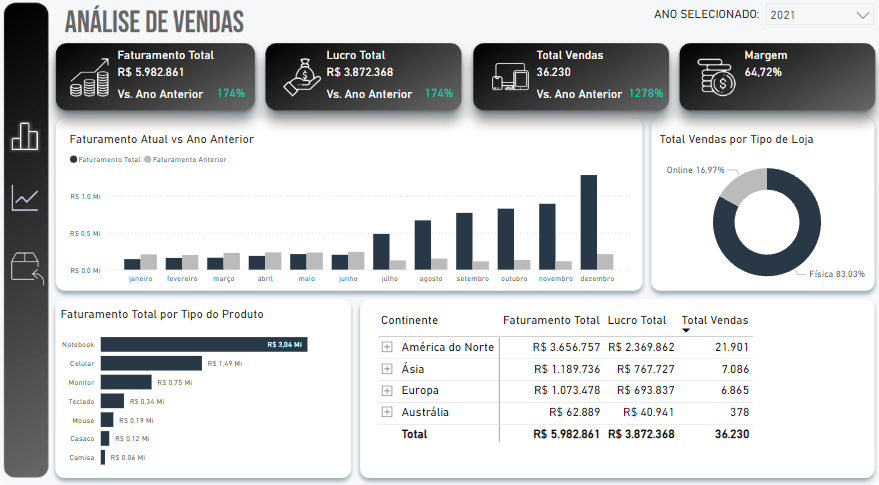 ANÁLISE DE VENDAS
ANO SELECIONADO: 2021
Faturamento Total
R$ 5.982.861
Vs. Ano Anterior 174%
Lucro Total
R$ 3.872.368
Vs. Ano Anterior 174%
Total Vendas
36.230
Vs. Ano Anterior 1278%
Margem
64,72%
Faturamento Atual vs Ano Anterior
Faturamento Total Faturamento Anterior
R$ 1,0 Mi
R$ 0,5 Mi
R$ 0,0 Mi
janeiro fevereiro março abril maio junho julho agosto setembro outubro novembro dezembro
Total Vendas por Tipo de Loja
Online 16,97%
Física 83,03%
Faturamento Total por Tipo do Produto
Notebook R$ 3,04 Mi
Celular R$ 1,49 Mi
Monitor R$ 0,75 Mi
Teclado R$ 0,34 Mi
Mouse R$ 0,19 Mi
Casaco R$ 0,12 Mi
Camisa R$ 0,06 Mi
Continente Faturamento Total Lucro Total Total Vendas
América do Norte R$ 3.656.757 R$ 2.369.862 21.901
Ásia R$ 1.189.736 R$ 767.727 7.086
Europa R$ 1.073.478 R$ 693.837 6.865
Austrália R$ 62.889 R$ 40.941 378
Total R$ 5.982.861 R$ 3.872.368 36.230